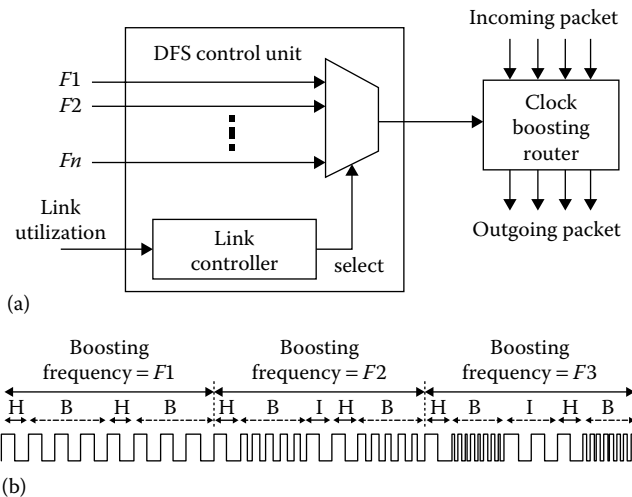 Incoming packet
DFS control unit
F1
F2
Fn
Clock
boosting
router
Link
utilization
Link
controller
select
Outgoing packet
(a)
Boosting
frequency = F1
Boosting
frequency = F2
Boosting
frequency = F3
H B H B H B I H B H B I H B
(b)